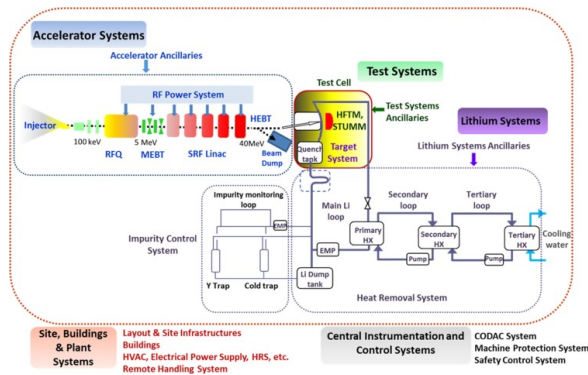 Accelerator Systems
Accelerator Ancillaries
RF Power System
Injector
100 keV
RFQ
5 MeV
MEBT
SRF Linac
HEBT
40MeV
Beam
Dump
Test Cell
HFTM,
STUMM
Target
System
Quench
tank
Test Systems
Test Systems
Ancillaries
Lithium Systems
Lithium Systems Ancillaries
Impurity monitoring
loop
EMP
Impurity Control
System
Y Trap
Cold trap
Main Li
loop
EMP
Li Dump
tank
Primary
HX
Secondary
loop
Pump
Secondary
HX
Tertiary
loop
Pump
Tertiary
HX
Cooling
water
Heat Removal System
Site, Buildings
& Plant
Systems
Layout & Site Infrastructures
Buildings
HVAC, Electrical Power Supply, HRS, etc.
Remote Handling System
Central Instrumentation and
Control Systems
CODAC System
Machine Protection System
Safety Control System